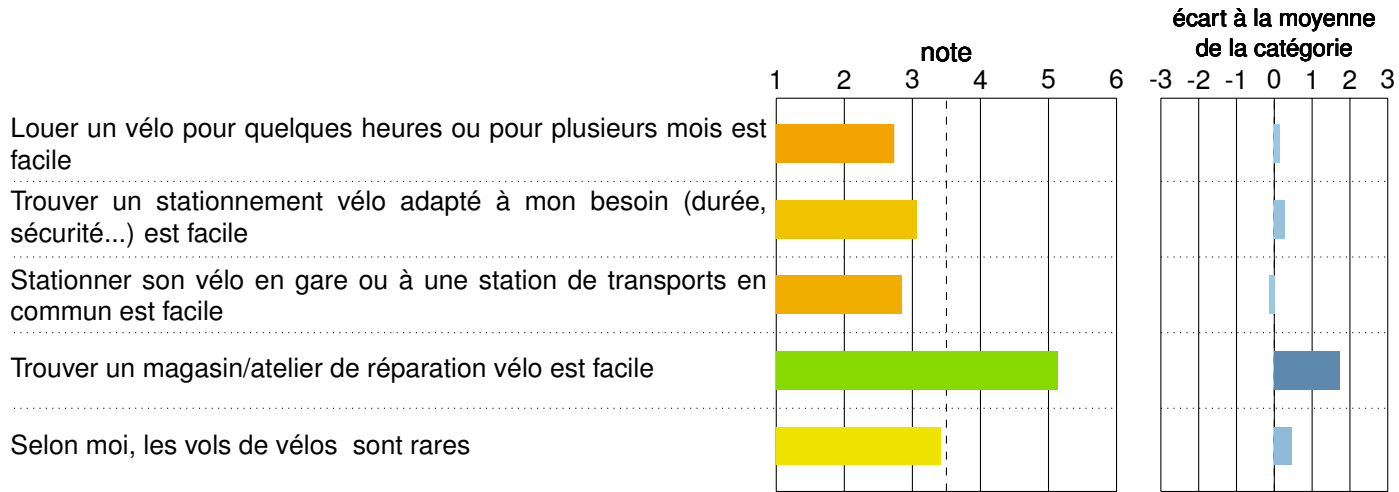 écart à la moyenne
de la catégorie
note
1 2 3 4 5 6
-3 -2 -1 0 1 2 3
Louer un vélo pour quelques heures ou pour plusieurs mois est
facile
Trouver un stationnement vélo adapté à mon besoin (durée,
sécurité...) est facile
Stationner son vélo en gare ou à une station de transports en
commun est facile
Trouver un magasin/atelier de réparation vélo est facile
Selon moi, les vols de vélos sont rares